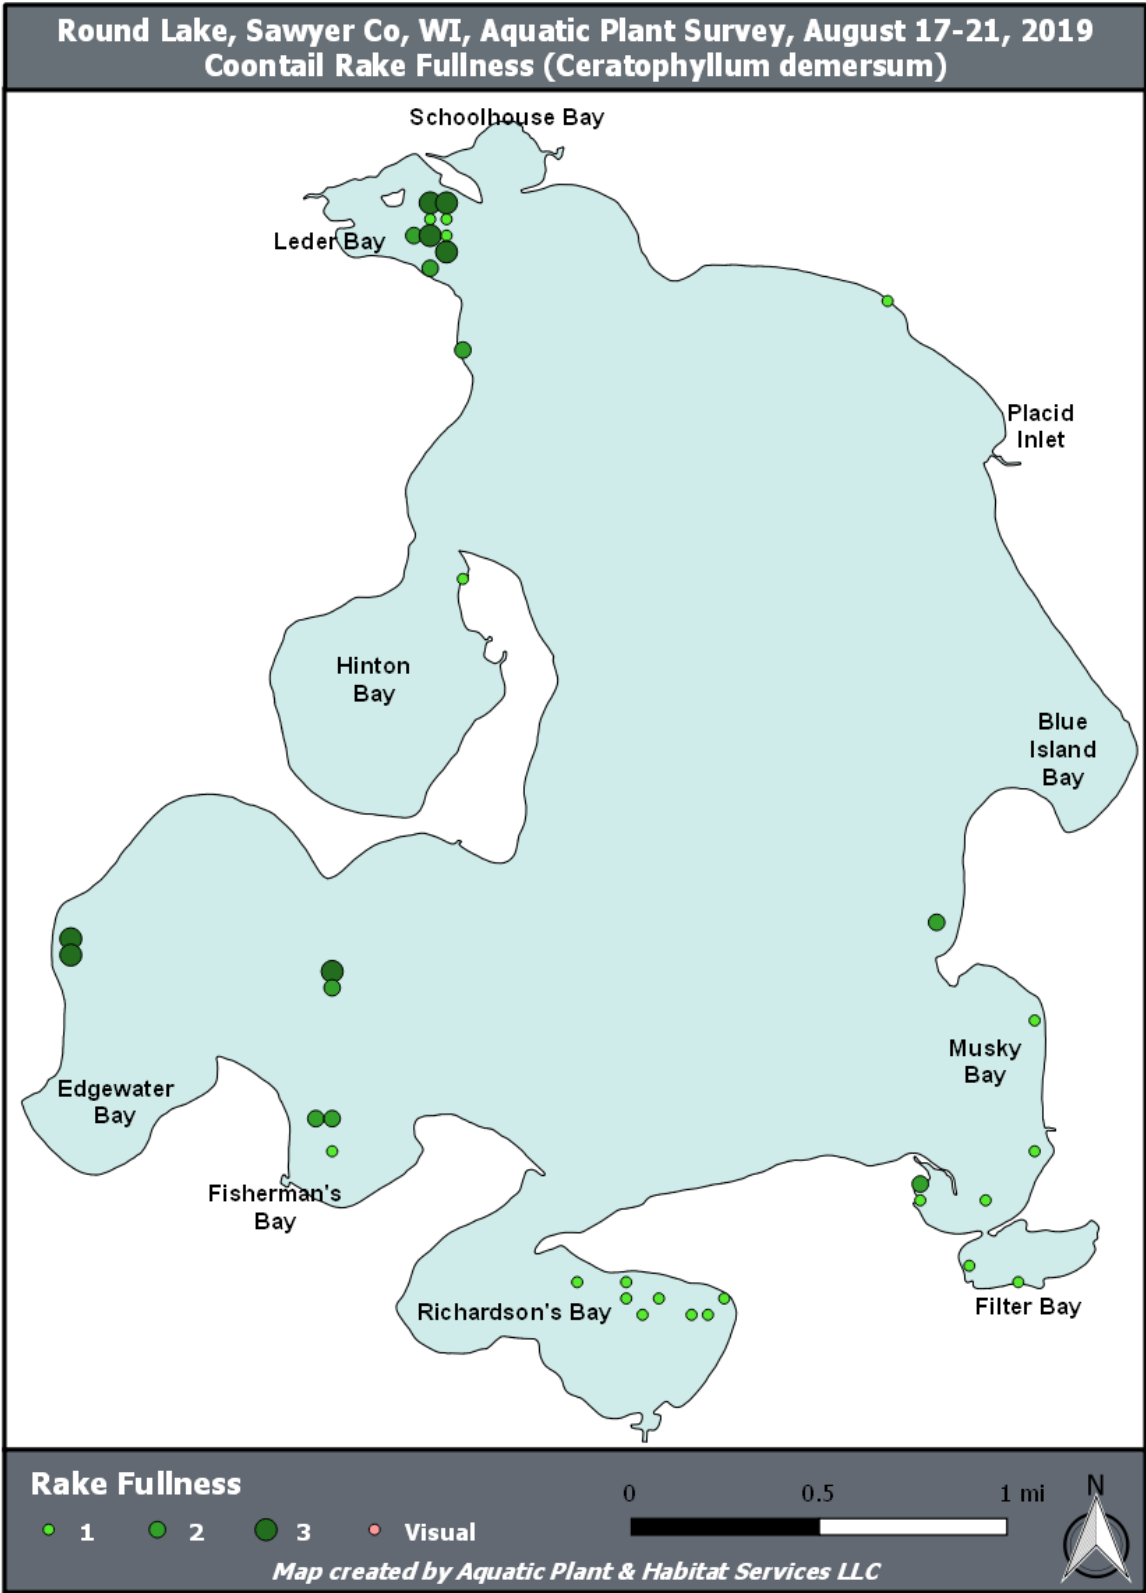 Round Lake, Sawyer Co, WI, Aquatic Plant Survey, August 17-21, 2019
Coontail Rake Fullness (Ceratophyllum demersum)
Schoolhouse Bay
Leder Bay
Placid
Inlet
Hinton
Bay
Blue
Island
Bay
Musky
Bay
Edgewater
Bay
Fisherman's
Bay
Richardson's Bay
Filter Bay
Rake Fullness
1 2 3 Visual
0 0.5 1 mi
N
Map created by Aquatic Plant & Habitat Services LLC